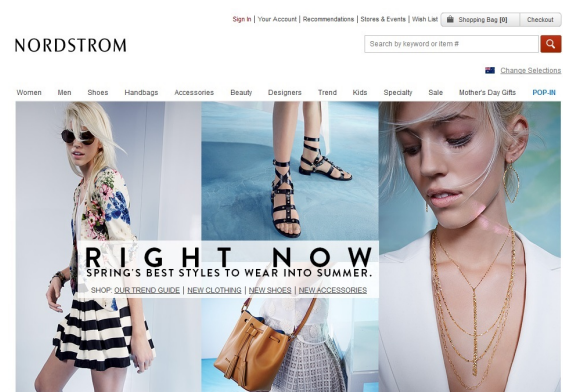 Sign In | Your Account | Recommendations | Stores & Events | Wish List Shopping Bag [0] Checkout
NORDSTROM
Search by keyword or item #
Change Selections
Women Men Shoes Handbags Accessories Beauty Designers Trend Kids Specialty Sale Mother's Day Gifts POP-IN
RIGHT NOW
SPRING'S BEST STYLES TO WEAR INTO SUMMER.
SHOP: OUR TREND GUIDE | NEW CLOTHING | NEW SHOES | NEW ACCESSORIES